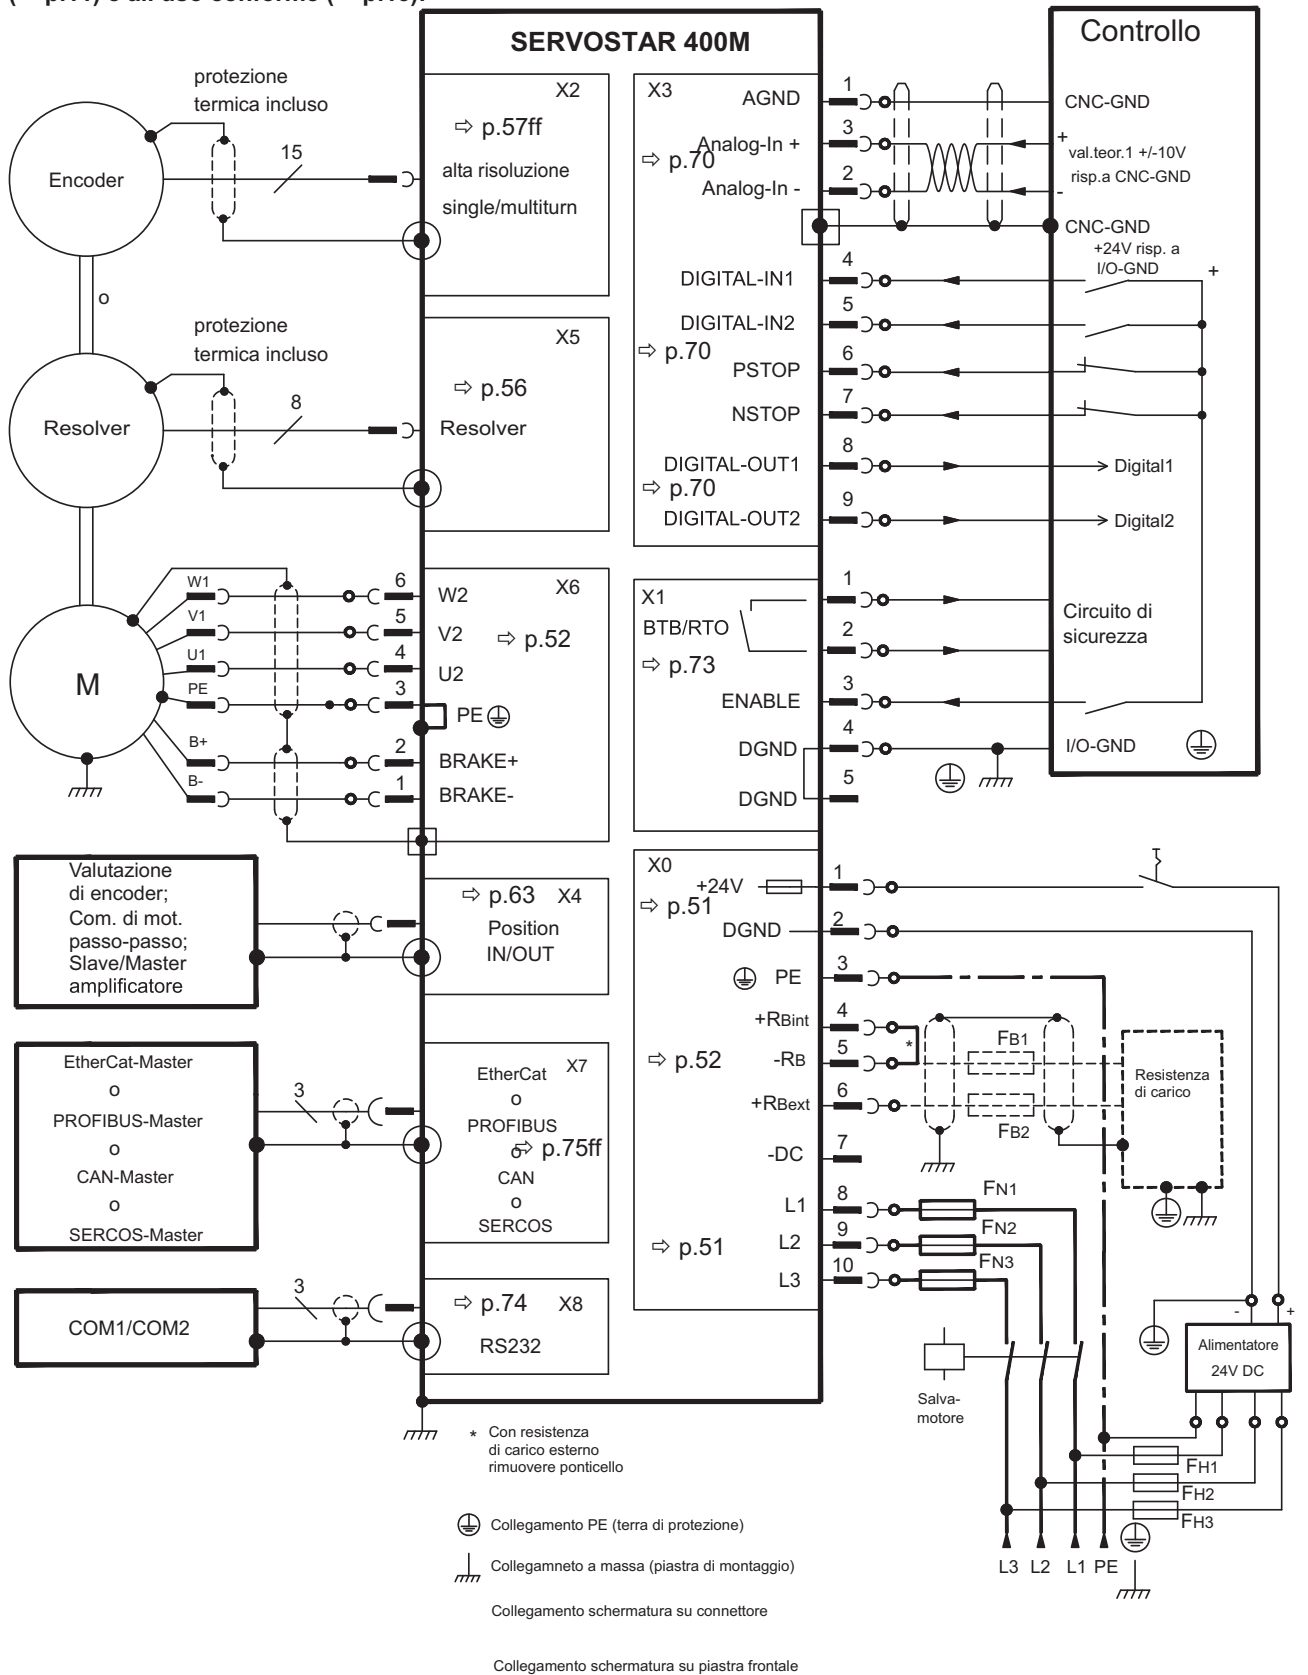 SERVOSTAR 400M
Controllo
protezione
termica incluso
Encoder
15
X2
⇨ p.57ff
alta risoluzione
single/multiturn
o
protezione
termica incluso
Resolver
8
X5
⇨ p.56
Resolver
M
W1
V1
U1
PE
B+
B-
6
5
4
3
2
1
X6
W2
V2
⇨ p.52
U2
PE
BRAKE+
BRAKE-
Valutazione
di encoder;
Com. di mot.
passo-passo;
Slave/Master
amplificatore
⇨ p.63 X4
Position
IN/OUT
EtherCat-Master
o
PROFIBUS-Master
o
CAN-Master
o
SERCOS-Master
3
X7
EtherCat
o
PROFIBUS
o
⇨ p.75ff
CAN
o
SERCOS
COM1/COM2
3
⇨ p.74 X8
RS232
X3
AGND
1
Analog-In +
3
⇨ p.70
Analog-In -
2
CNC-GND
+
val.teor.1 +/-10V
risp.a CNC-GND
-
CNC-GND
+24V risp. a
I/O-GND
+
DIGITAL-IN1
4
DIGITAL-IN2
5
⇨ p.70
PSTOP
6
NSTOP
7
DIGITAL-OUT1
8
Digital1
⇨ p.70
DIGITAL-OUT2
9
Digital2
X1
BTB/RTO
⇨ p.73
1
2
Circuito di
sicurezza
ENABLE
3
DGND
4
I/O-GND
DGND
5
X0
+24V
1
⇨ p.51
DGND
2
PE
3
+RBint
4
*
⇨ p.52
-RB
5
+RBext
6
FB1
FB2
Resistenza
di carico
-DC
7
L1
8
FN1
⇨ p.51
L2
9
FN2
L3
10
FN3
Salva-
motore
-
+
Alimentatore
24V DC
FH1
FH2
FH3
L3 L2 L1 PE
* Con resistenza
di carico esterno
rimuovere ponticello
Collegamento PE (terra di protezione)
Collegamneto a massa (piastra di montaggio)
Collegamento schermatura su connettore
Collegamento schermatura su piastra frontale